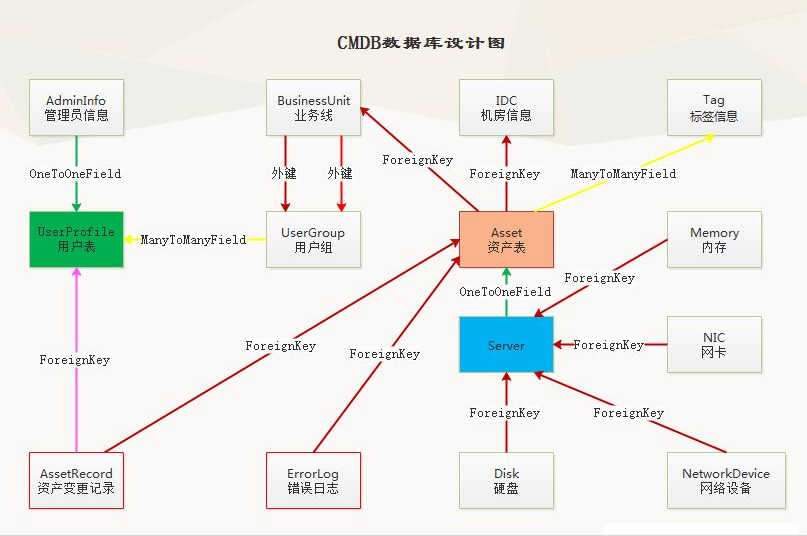 CMDB数据库设计图
AdminInfo
管理员信息
BusinessUnit
业务线
IDC
机房信息
Tag
标签信息
ForeignKey
OneToOneField
外键
外键
ForeignKey
ManyToManyField
UserProfile
用户表
ManyToManyField
UserGroup
用户组
Asset
资产表
Memory
内存
ForeignKey
OneToOneField
ForeignKey
ForeignKey
ForeignKey
Server
ForeignKey
NIC
网卡
ForeignKey
ForeignKey
ForeignKey
AssetRecord
资产变更记录
ErrorLog
错误日志
Disk
硬盘
NetworkDevice
网络设备